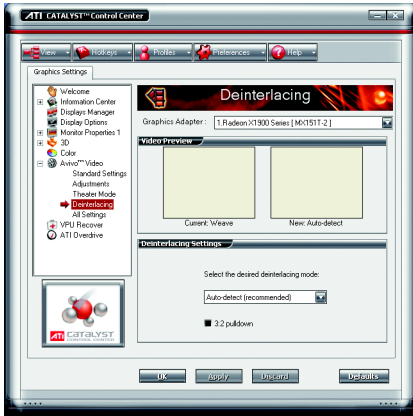 ATI CATALYST™ Control Center
View
Hotkeys
Profiles
Preferences
Help
Graphics Settings
Welcome
Information Center
Displays Manager
Display Options
Monitor Properties 1
3D
Color
Avivo™ Video
Standard Settings
Adjustments
Theater Mode
Deinterlacing
All Settings
VPU Recover
ATI Overdrive
ATI CATALYST
CONTROL CENTER
Deinterlacing
Graphics Adapter :
1.Radeon X1900 Series [ MX151T-2 ]
Video Preview
Current: Weave
New: Auto-detect
Deinterlacing Settings
Select the desired deinterlacing mode:
Auto-detect (recommended)
3:2 pulldown
OK
Apply
Discard
Defaults